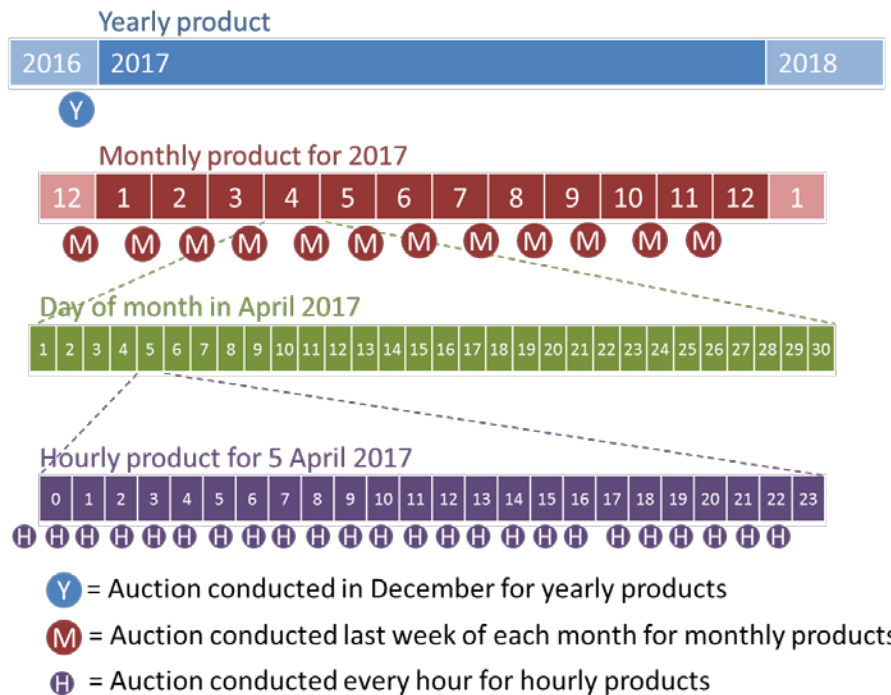 Yearly product
2016 2017 2018
Y
Monthly product for 2017
12 1 2 3 4 5 6 7 8 9 10 11 12 1
M M M M M M M M M M M M
Day of month in April 2017
1 2 3 4 5 6 7 8 9 10 11 12 13 14 15 16 17 18 19 20 21 22 23 24 25 26 27 28 29 30
Hourly product for 5 April 2017
0 1 2 3 4 5 6 7 8 9 10 11 12 13 14 15 16 17 18 19 20 21 22 23
H H H H H H H H H H H H H H H H H H H H H H H H
Y = Auction conducted in December for yearly products
M = Auction conducted last week of each month for monthly products
H = Auction conducted every hour for hourly products